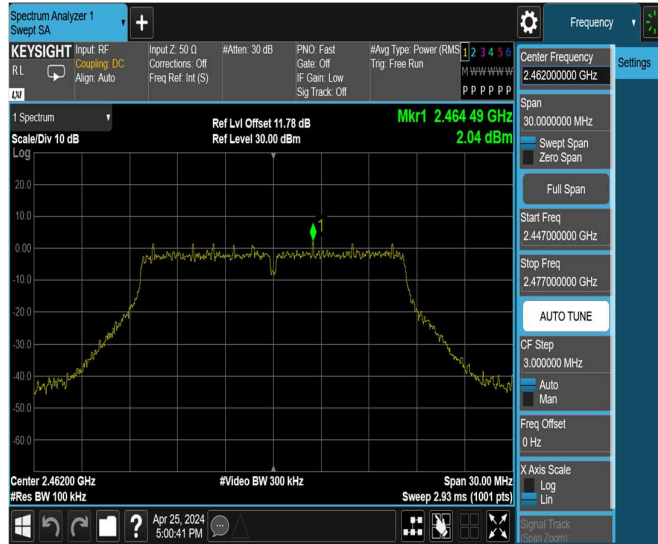 Spectrum Analyzer 1
Swept SA
Frequency
KEYSIGHT
RL
LXI
Input: RF
Coupling: DC
Align: Auto
Input Z: 50 Ω
Corrections: Off
Freq Ref: Int (S)
#Atten: 30 dB
PNO: Fast
Gate: Off
IF Gain: Low
Sig Track: Off
#Avg Type: Power (RMS
Trig: Free Run
1 2 3 4 5 6
M W W W W W
P P P P P P
Center Frequency
2.462000000 GHz
Settings
Span
30.0000000 MHz
Swept Span
Zero Span
Full Span
Start Freq
2.447000000 GHz
Stop Freq
2.477000000 GHz
AUTO TUNE
CF Step
3.000000 MHz
Auto
Man
Freq Offset
0 Hz
X Axis Scale
Log
Lin
Signal Track
(Span Zoom)
1 Spectrum
Scale/Div 10 dB
Ref Lvl Offset 11.78 dB
Ref Level 30.00 dBm
Mkr1 2.464 49 GHz
2.04 dBm
Log
20.0
10.0
0.00
-10.0
-20.0
-30.0
-40.0
-50.0
-60.0
1
Center 2.46200 GHz
#Res BW 100 kHz
#Video BW 300 kHz
Span 30.00 MHz
Sweep 2.93 ms (1001 pts)
?
Apr 25, 2024
5:00:41 PM